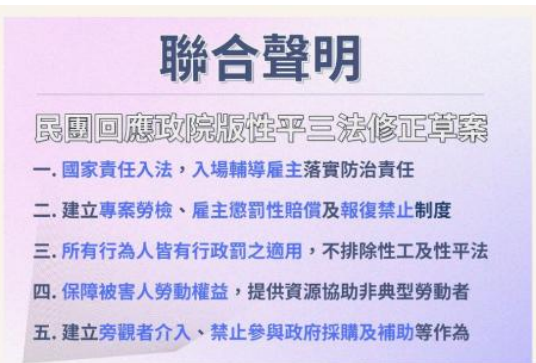 聯合聲明
民團回應政院版性平三法修正草案
一. 國家責任入法，入場輔導雇主落實防治責任
二. 建立專案勞檢、雇主懲罰性賠償及報復禁止制度
三. 所有行為人皆有行政罰之適用，不排除性工及性平法
四. 保障被害人勞動權益，提供資源協助非典型勞動者
五. 建立旁觀者介入、禁止參與政府採購及補助等作為